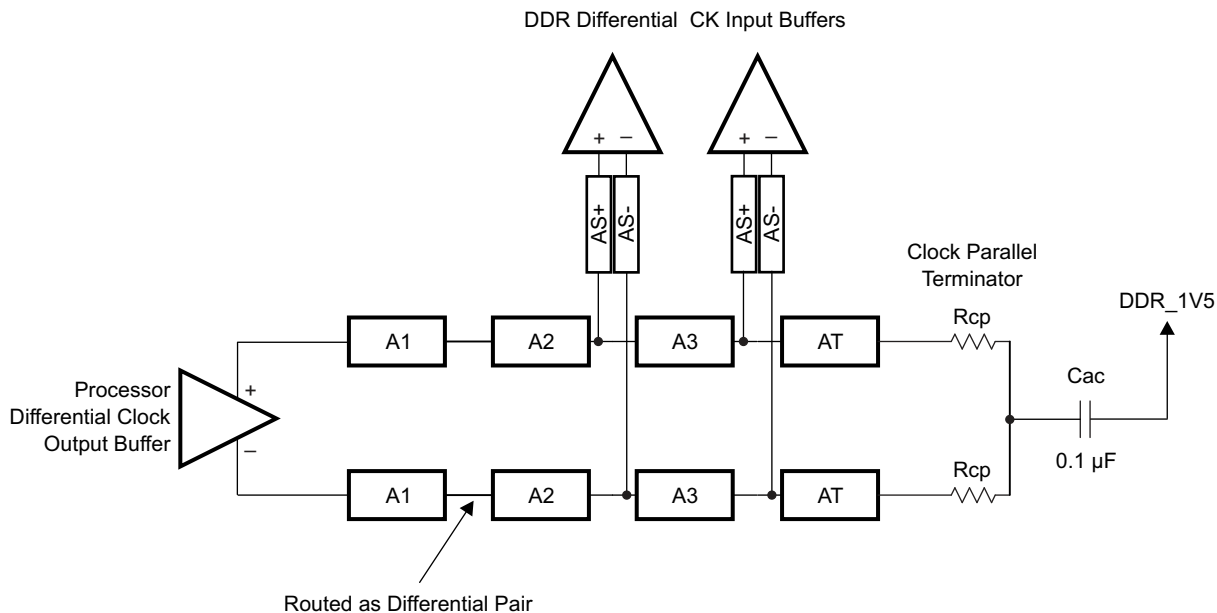 DDR Differential CK Input Buffers
+ −
+ −
AS+
AS-
AS+
AS-
Clock Parallel
Terminator
DDR_1V5
Rcp
A1
A2
A3
AT
Cac
Processor
Differential Clock
Output Buffer
+
−
0.1 µF
Rcp
A1
A2
A3
AT
Routed as Differential Pair